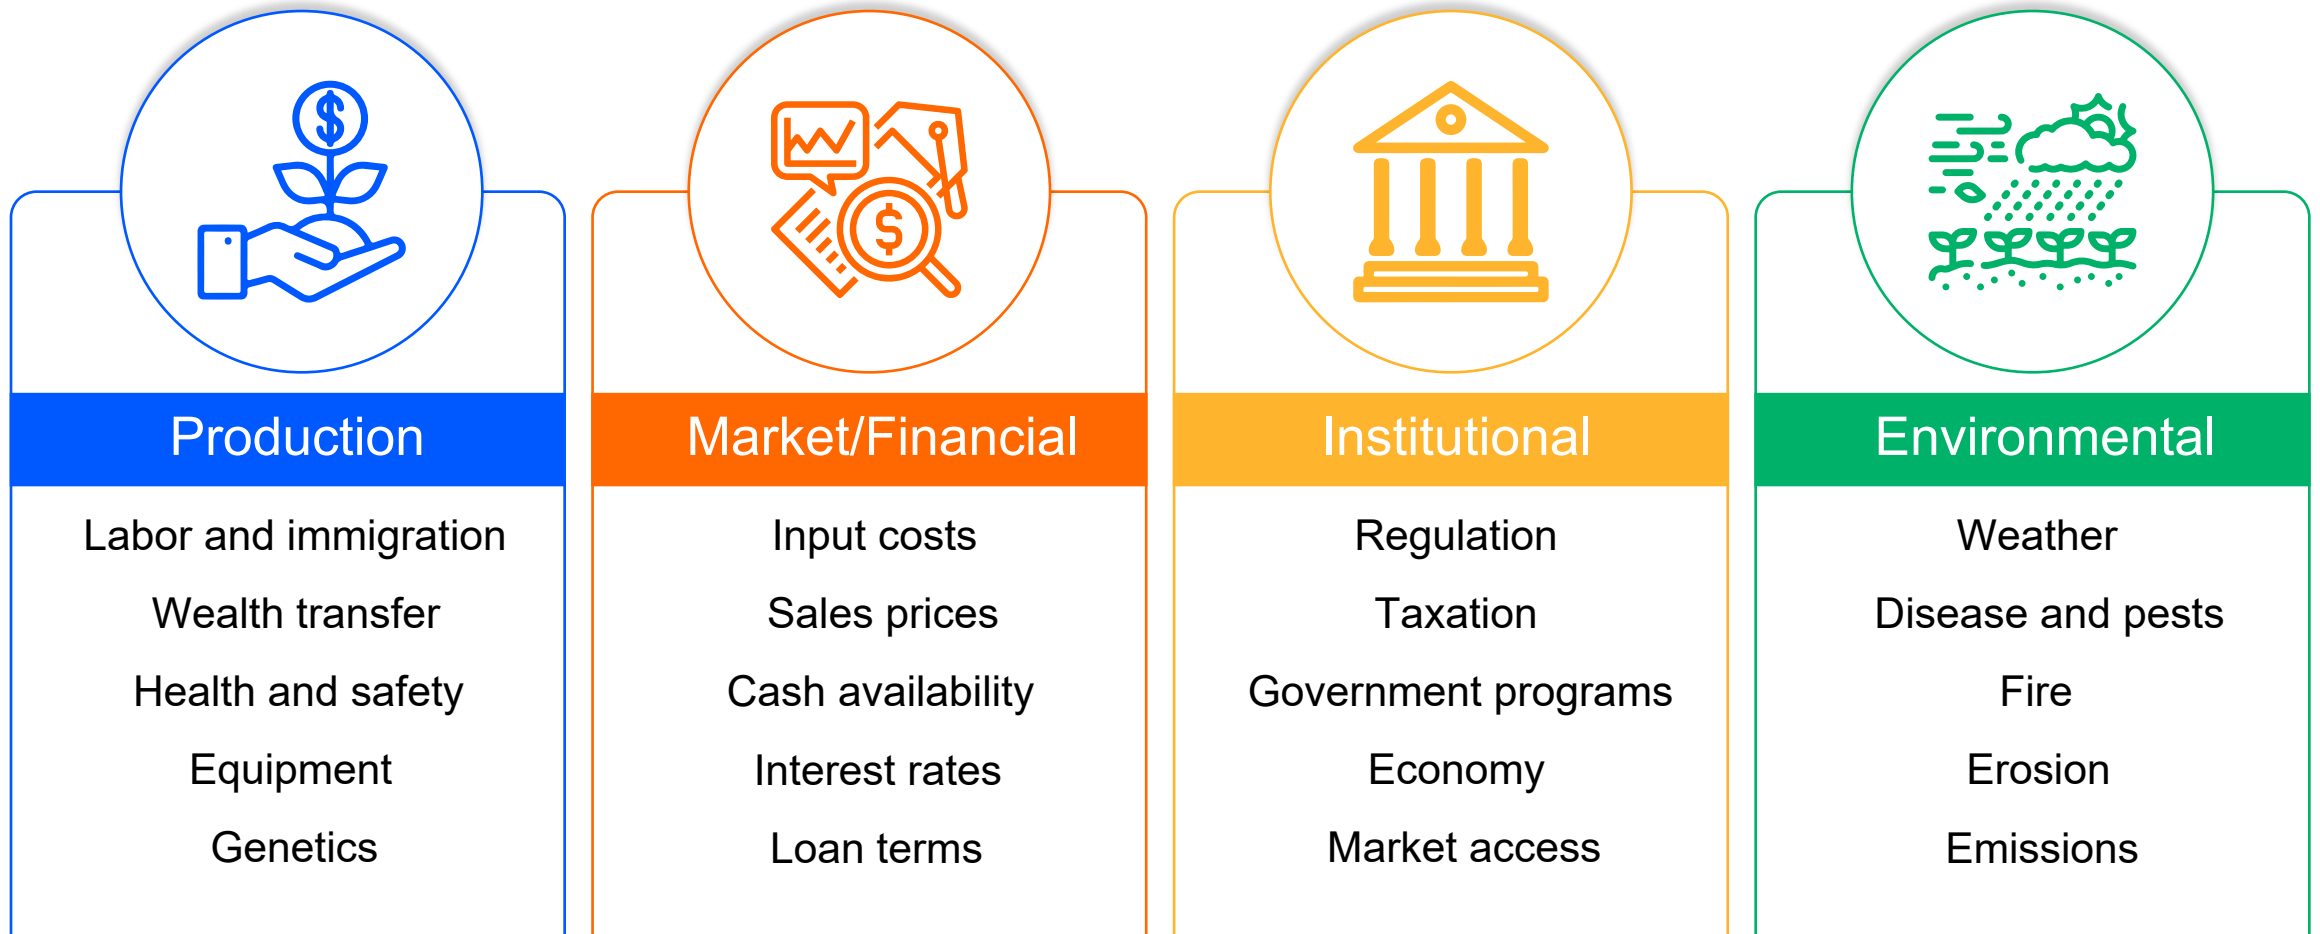 Production
Labor and immigration
Wealth transfer
Health and safety
Equipment
Genetics
Market/Financial
Input costs
Sales prices
Cash availability
Interest rates
Loan terms
Institutional
Regulation
Taxation
Government programs
Economy
Market access
Environmental
Weather
Disease and pests
Fire
Erosion
Emissions